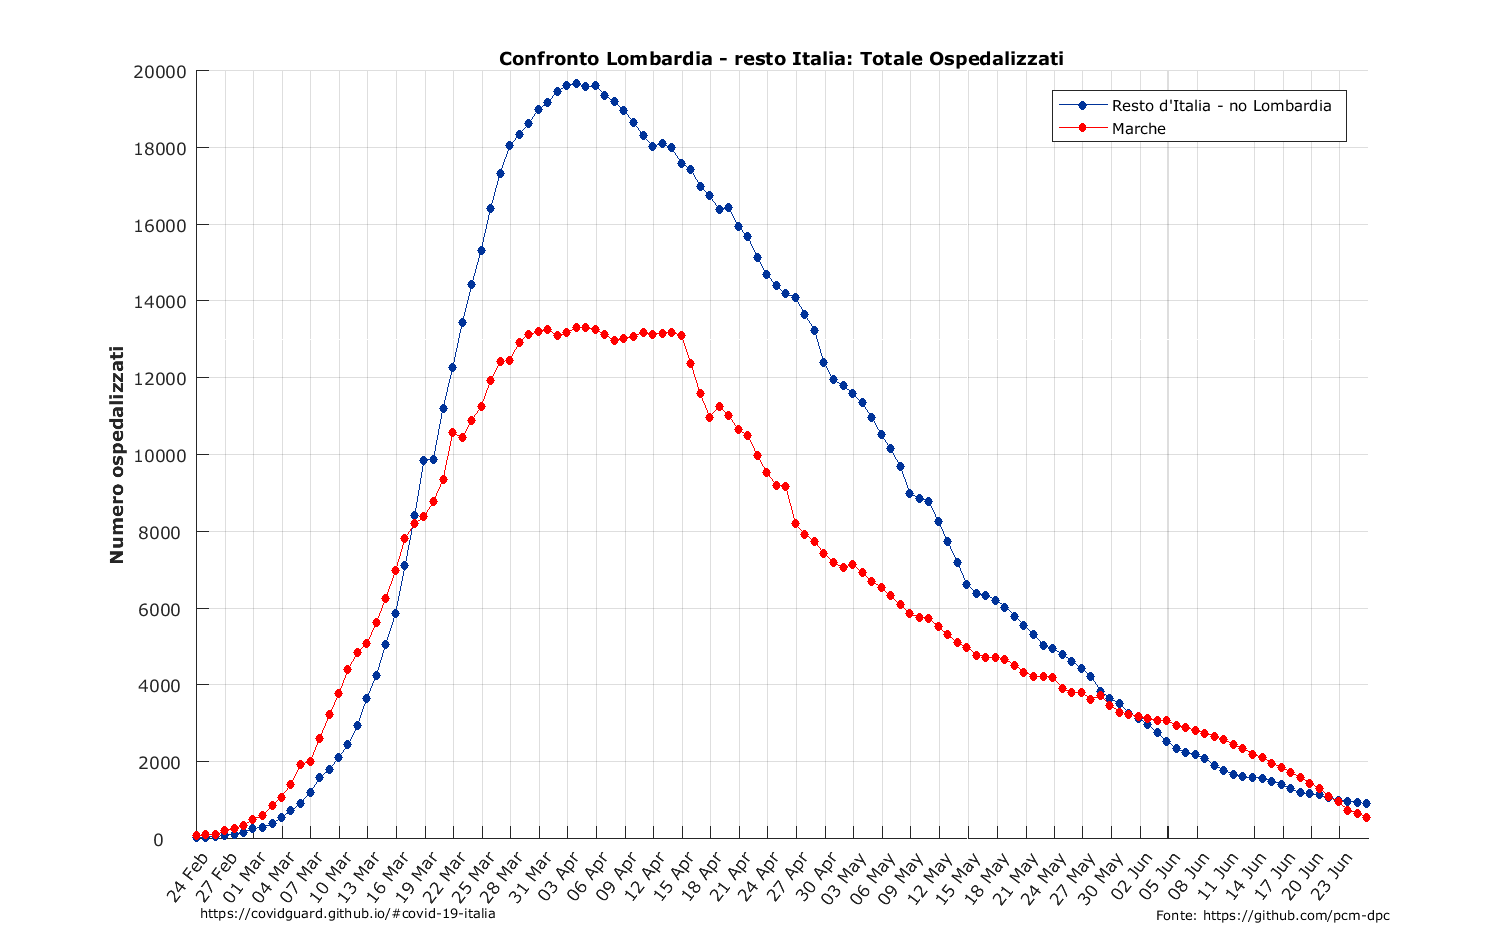 Confronto Lombardia - resto Italia: Totale Ospedalizzati
Resto d'Italia - no Lombardia
Marche
Numero ospedalizzati
20000
18000
16000
14000
12000
10000
8000
6000
4000
2000
0
24 Feb
27 Feb
01 Mar
04 Mar
07 Mar
10 Mar
13 Mar
16 Mar
19 Mar
22 Mar
25 Mar
28 Mar
31 Mar
03 Apr
06 Apr
09 Apr
12 Apr
15 Apr
18 Apr
21 Apr
24 Apr
27 Apr
30 Apr
03 May
06 May
09 May
12 May
15 May
18 May
21 May
24 May
27 May
30 May
02 Jun
05 Jun
08 Jun
11 Jun
14 Jun
17 Jun
20 Jun
23 Jun
https://covidguard.github.io/#covid-19-italia
Fonte: https://github.com/pcm-dpc